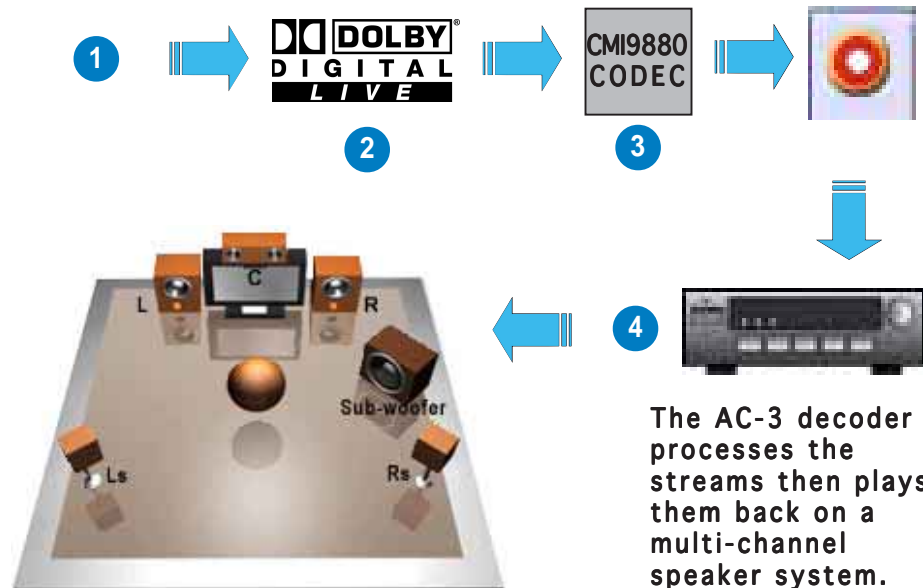 1
DOLBY®
DIGITAL
LIVE
2
CMI9880
CODEC
3
C
L
R
Sub-woofer
Ls
Rs
4
The AC-3 decoder
processes the
streams then plays
them back on a
multi-channel
speaker system.